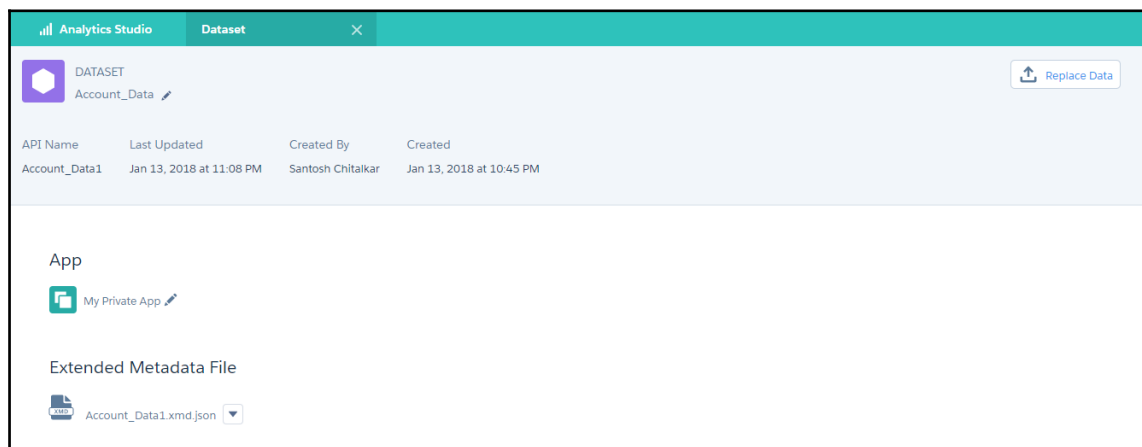 Analytics Studio Dataset
DATASET
Account_Data
Replace Data
API Name Last Updated Created By Created
Account_Data1 Jan 13, 2018 at 11:08 PM Santosh Chitalkar Jan 13, 2018 at 10:45 PM
App
My Private App
Extended Metadata File
XMD
Account_Data1.xmd.json